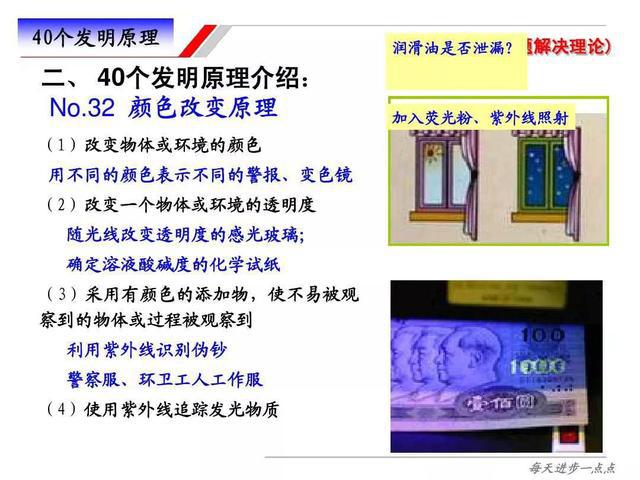 40个发明原理
题解决理论)
润滑油是否泄漏?
加入荧光粉、紫外线照射
二、 40个发明原理介绍:
No.32 颜色改变原理
(1)改变物体或环境的颜色
用不同的颜色表示不同的警报、变色镜
(2)改变一个物体或环境的透明度
随光线改变透明度的感光玻璃;
确定溶液酸碱度的化学试纸
(3)采用有颜色的添加物,使不易被观
察到的物体或过程被观察到
利用紫外线识别伪钞
警察服、环卫工人工作服
(4)使用紫外线追踪发光物质
100
壹佰圆
每天进步一点点